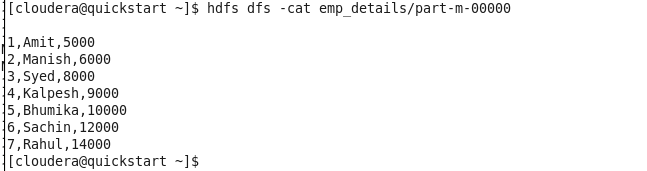 [cloudera@quickstart ~]$ hdfs dfs -cat emp_details/part-m-00000
1,Amit,5000
2,Manish,6000
3,Syed,8000
4,Kalpesh,9000
5,Bhumika,10000
6,Sachin,12000
7,Rahul,14000
[cloudera@quickstart ~]$